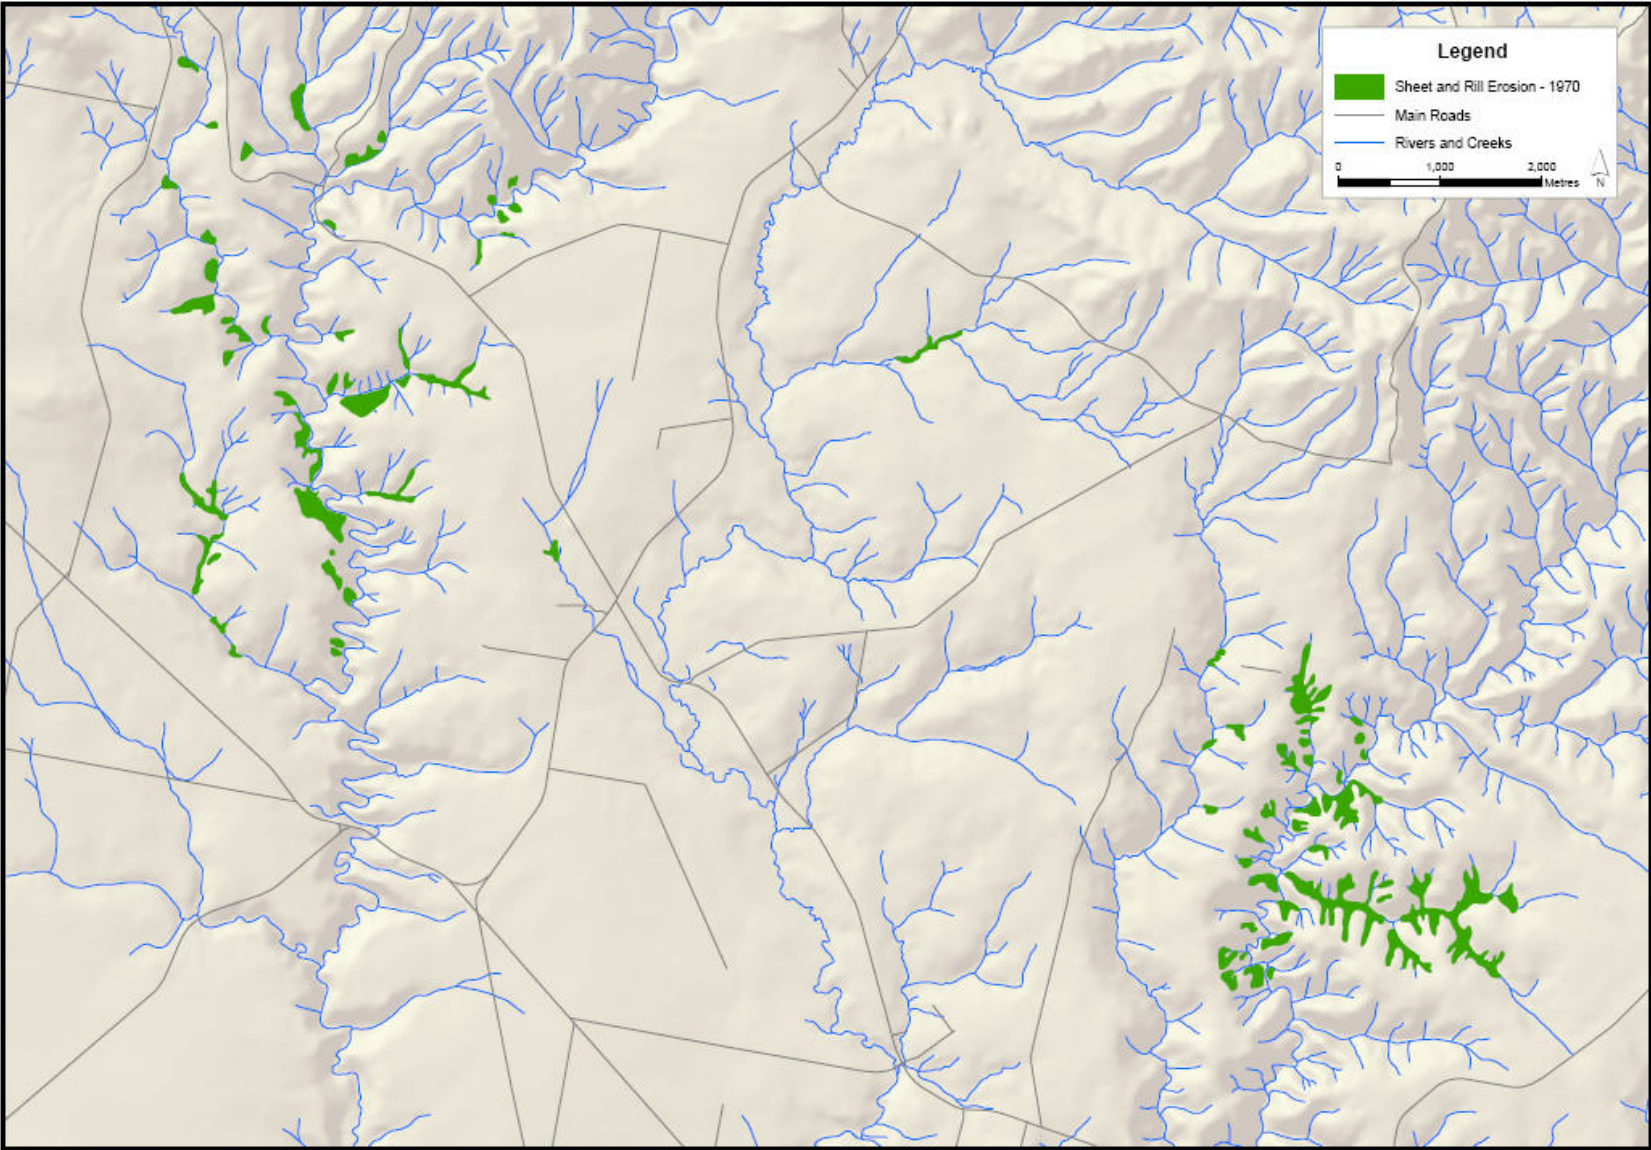 Legend
Sheet and Rill Erosion - 1970
Main Roads
Rivers and Creeks
0 1,000 2,000
Metres N